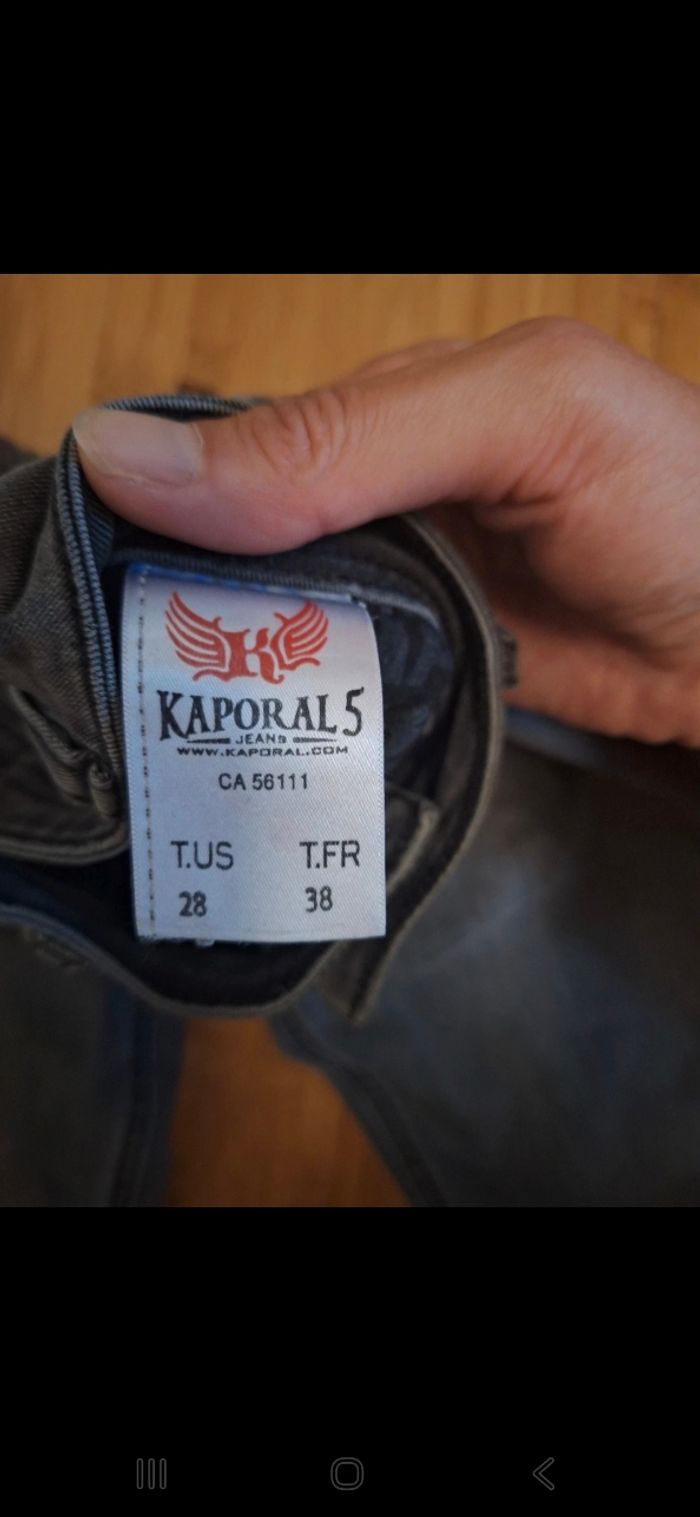 K
KAPORAL 5
JEANS
WWW.KAPORAL.COM
CA 56111
T.US T.FR
28 38